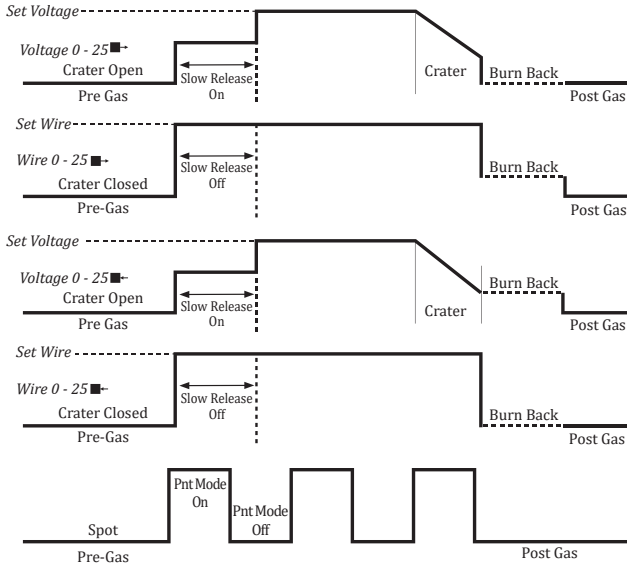 Set Voltage
Voltage 0 - 25
Crater Open
Slow Release
On
Crater
Burn Back
Pre Gas
Post Gas
Set Wire
Wire 0 - 25
Slow Release
Off
Burn Back
Crater Closed
Pre-Gas
Post Gas
Set Voltage
Voltage 0 - 25
Crater Open
Slow Release
On
Burn Back
Crater
Pre Gas
Post Gas
Set Wire
Wire 0 - 25
Slow Release
Off
Crater Closed
Burn Back
Pre-Gas
Post Gas
Pnt Mode
On
Pnt Mode
Off
Spot
Pre-Gas
Post Gas